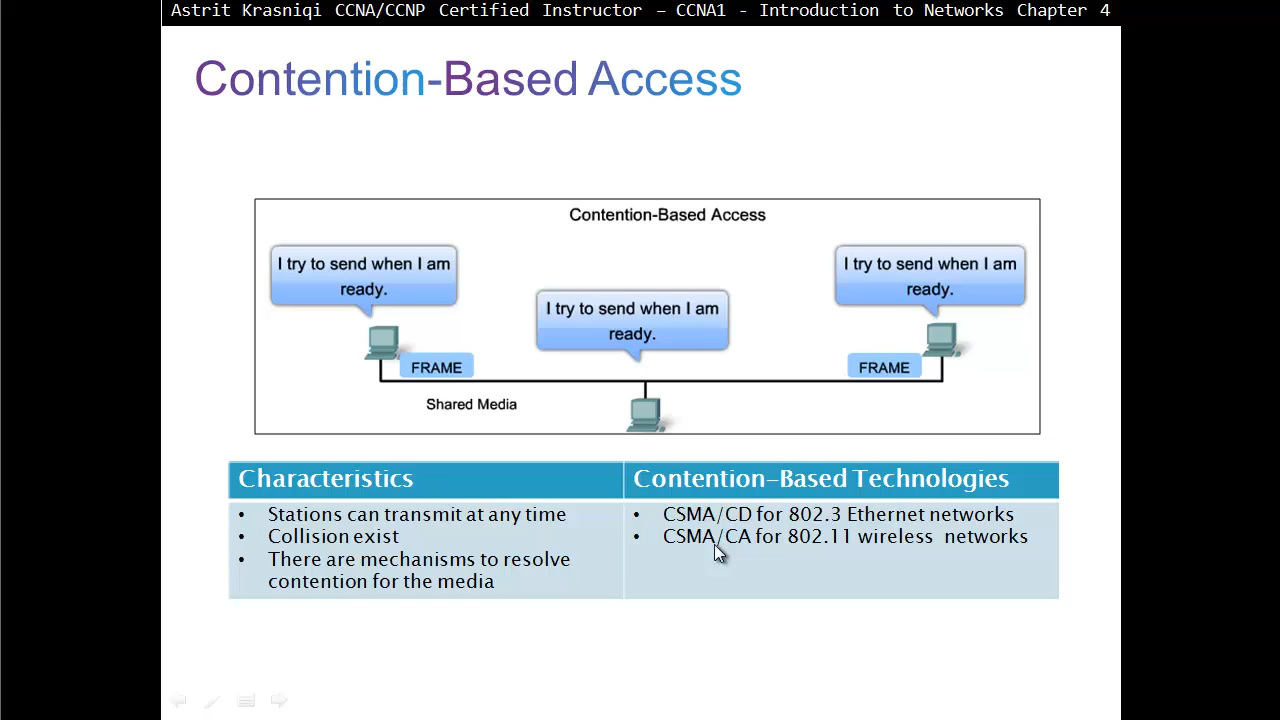 Astrit Krasniqi CCNA/CCNP Certified Instructor – CCNA1 - Introduction to Networks Chapter 4
Contention-Based Access
Contention-Based Access
I try to send when I am
ready.
I try to send when I am
ready.
I try to send when I am
ready.
FRAME
FRAME
Shared Media
Characteristics
• Stations can transmit at any time
• Collision exist
• There are mechanisms to resolve
contention for the media
Contention-Based Technologies
• CSMA/CD for 802.3 Ethernet networks
• CSMA/CA for 802.11 wireless networks